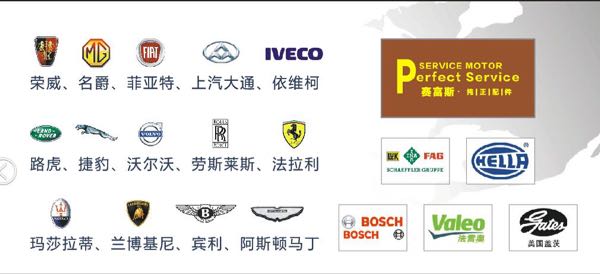 MG
FIAT
IVECO
荣威、名爵、菲亚特、上汽大通、依维柯
LAND-
ROVER
VOLVO
ROLLS
RR
ROYCE
路虎、捷豹、沃尔沃、劳斯莱斯、法拉利
B
玛莎拉蒂、兰博基尼、宾利、阿斯顿马丁
SERVICE MOTOR
Perfect Service
赛富斯·纯正配件
LUK INA FAG
SCHAEFFLER GRUPPE
HELLA
BOSCH
BOSCH
Valeo
法雷奥
Gates
美国盖茨